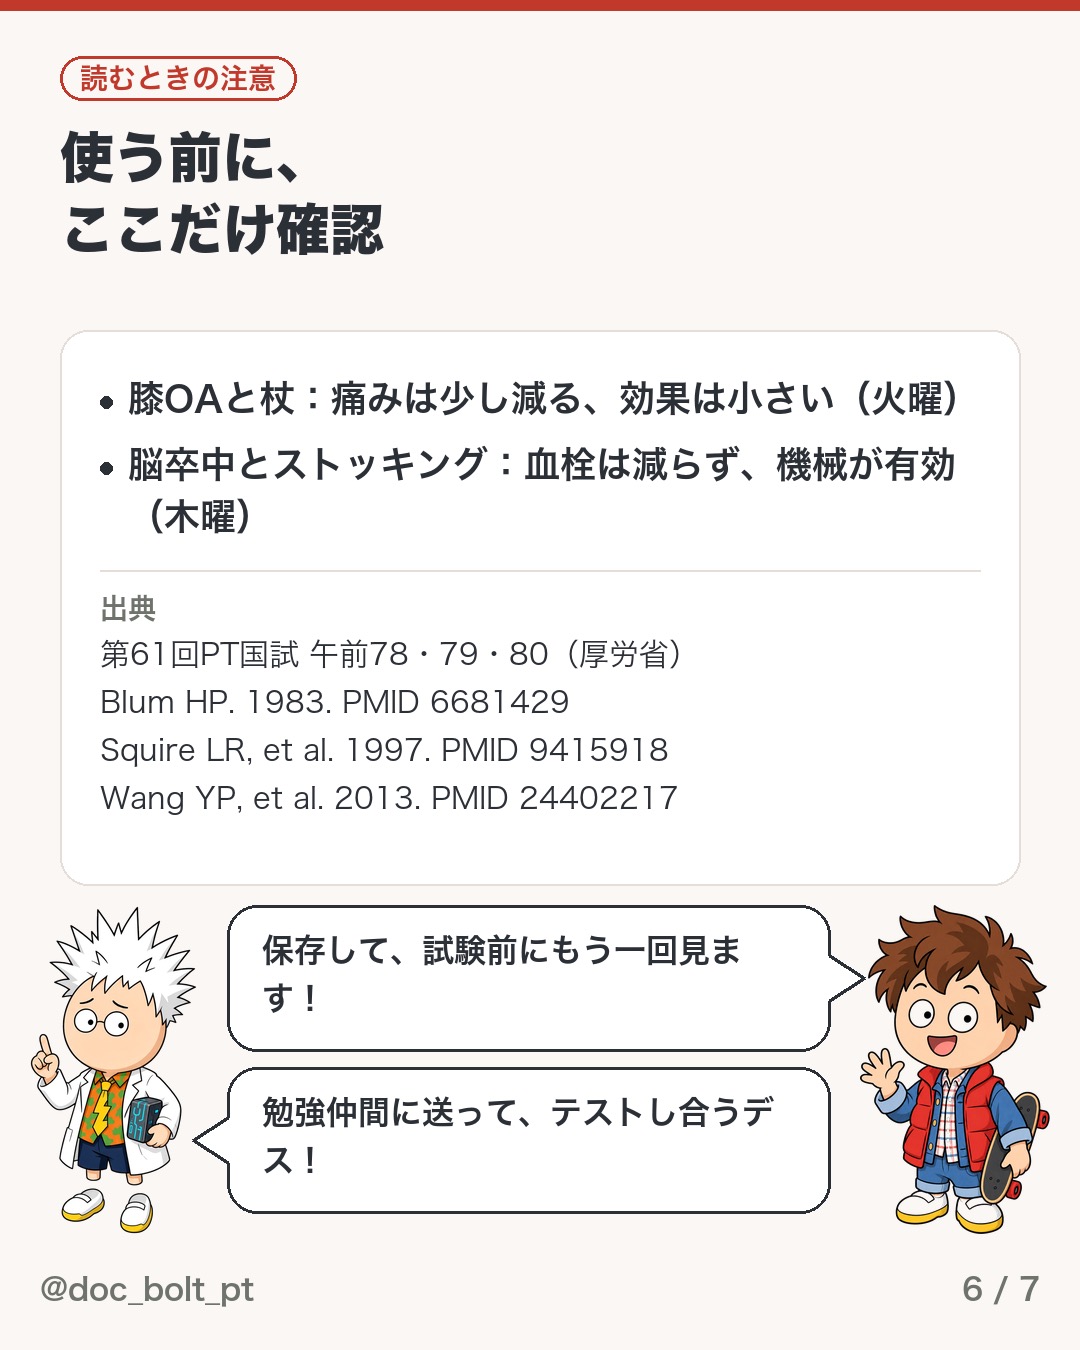 読むときの注意
使う前に、
ここだけ確認
• 膝OAと杖：痛みは少し減る、効果は小さい（火曜）
• 脳卒中とストッキング：血栓は減らず、機械が有効
（木曜）
出典
第61回PT国試 午前78・79・80（厚労省）
Blum HP. 1983. PMID 6681429
Squire LR, et al. 1997. PMID 9415918
Wang YP, et al. 2013. PMID 24402217
保存して、試験前にもう一回見ま
す！
勉強仲間に送って、テストし合うデ
ス！
@doc_bolt_pt
6 / 7